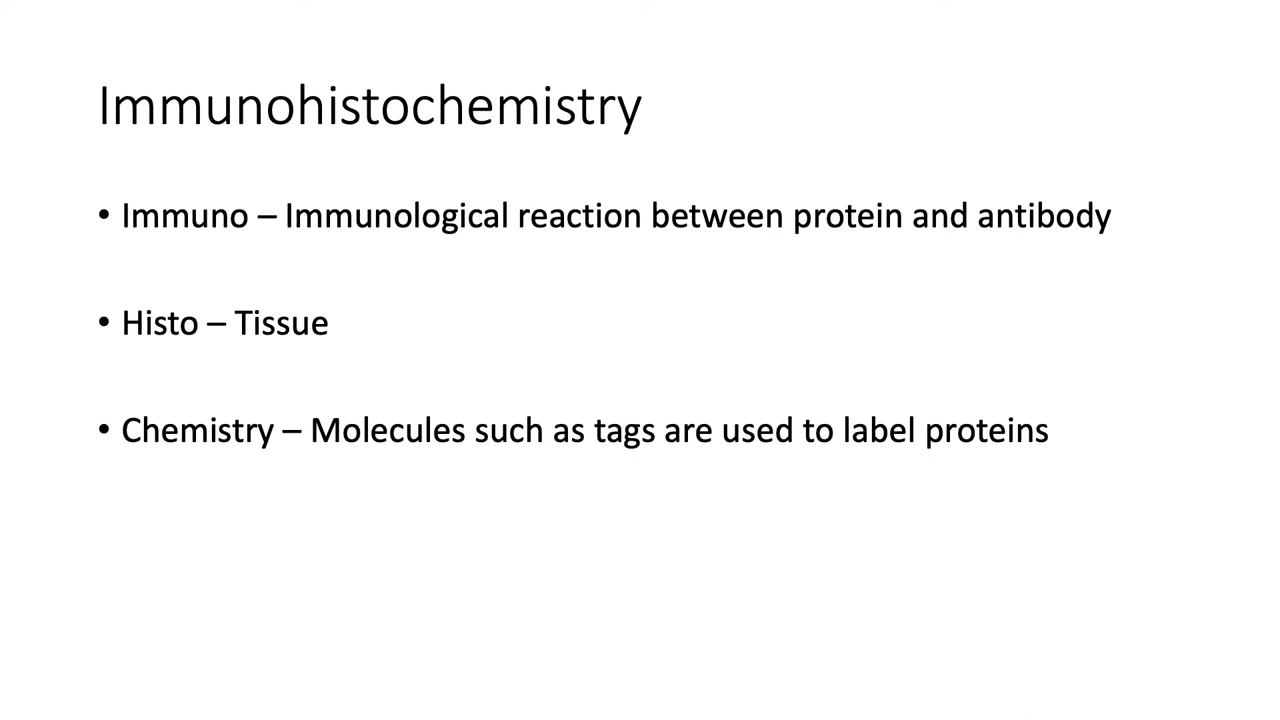 Immunohistochemistry
• Immuno – Immunological reaction between protein and antibody
• Histo – Tissue
• Chemistry – Molecules such as tags are used to label proteins